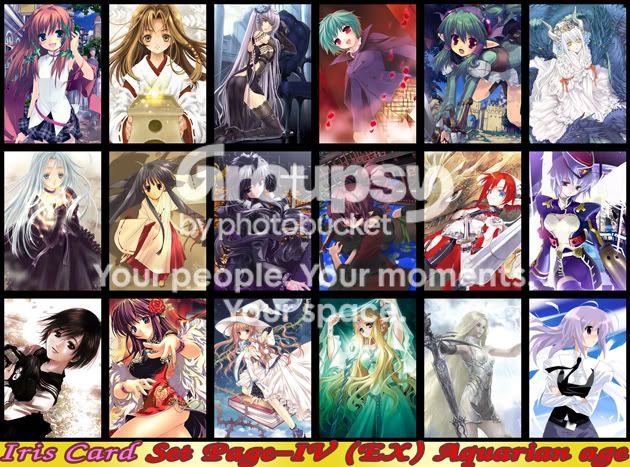 Groupsy
by photobucket
Your people. Your moments.
Your space.
Iris Card Set Page-IV (EX) Aquarian age